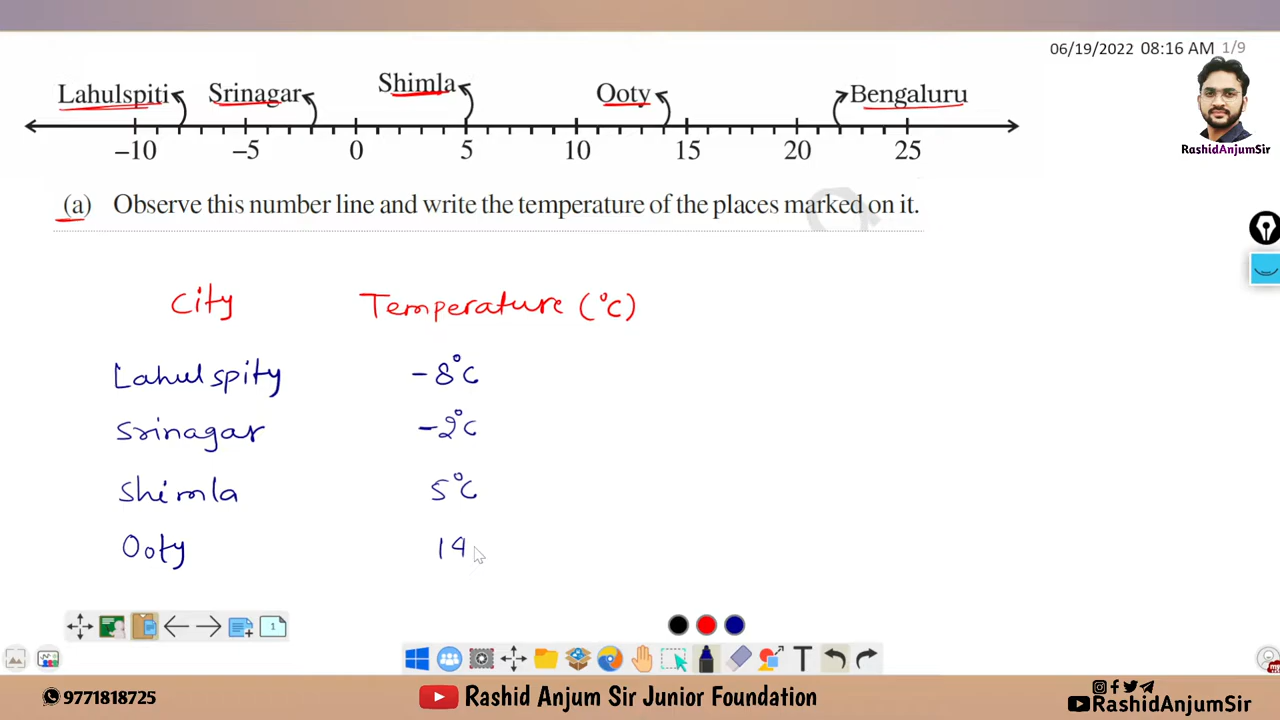 06/19/2022 08:16 AM 1/9
Lahulspiti Srinagar Shimla Ooty Bengaluru
–10 –5 0 5 10 15 20 25
RashidAnjumSir
(a) Observe this number line and write the temperature of the places marked on it.
City Temperature (°C)
Lahulspity -8°C
Srinagar -2°C
Shimla 5°C
Ooty 14
1
T
9771818725 Rashid Anjum Sir Junior Foundation RashidAnjumSir